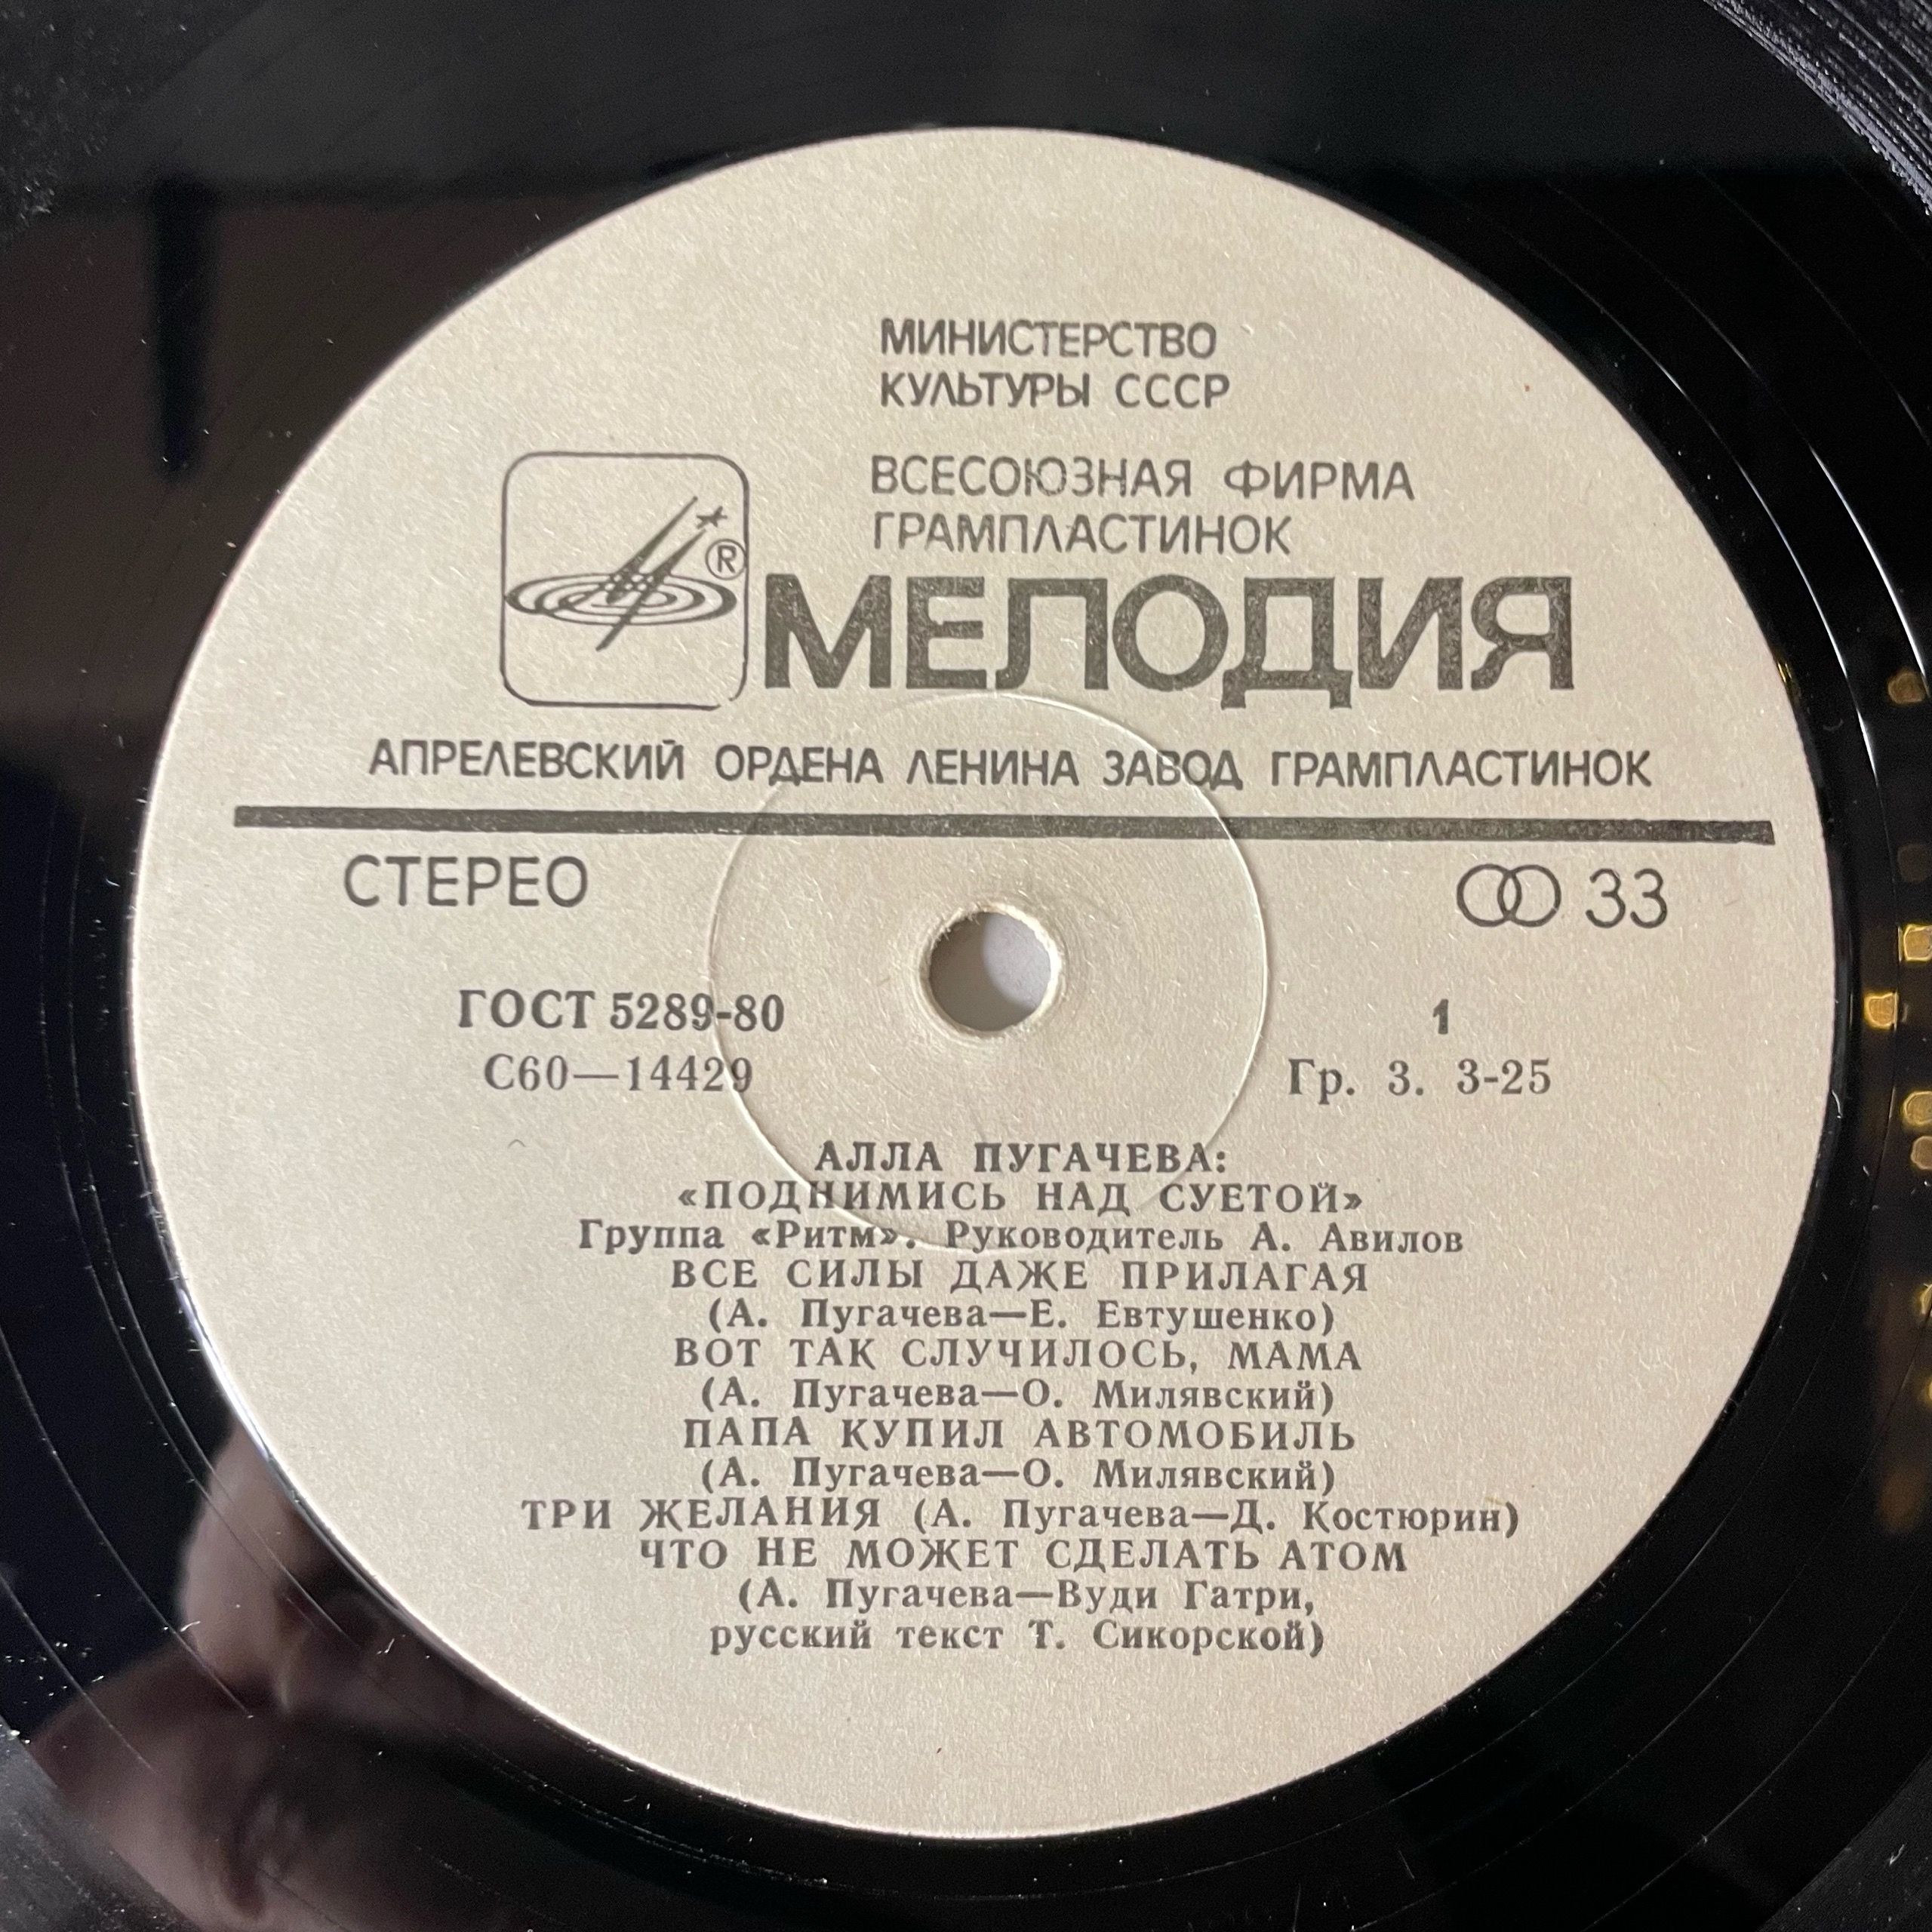 МИНИСТЕРСТВО
КУЛЬТУРЫ СССР
ВСЕСОЮЗНАЯ ФИРМА
ГРАМПЛАСТИНОК
®
МЕЛОДИЯ
АПРЕЛЕВСКИЙ ОРДЕНА ЛЕНИНА ЗАВОД ГРАМПЛАСТИНОК
СТЕРЕО 33
ГОСТ 5289-80 1
С60—14429 Гр. 3. 3-25
АЛЛА ПУГАЧЕВА:
«ПОДНИМИСЬ НАД СУЕТОЙ»
Группа «Ритм». Руководитель А. Авилов
ВСЕ СИЛЫ ДАЖЕ ПРИЛАГАЯ
(А. Пугачева—Е. Евтушенко)
ВОТ ТАК СЛУЧИЛОСЬ, МАМА
(А. Пугачева—О. Милявский)
ПАПА КУПИЛ АВТОМОБИЛЬ
(А. Пугачева—О. Милявский)
ТРИ ЖЕЛАНИЯ (А. Пугачева—Д. Костюрин)
ЧТО НЕ МОЖЕТ СДЕЛАТЬ АТОМ
(А. Пугачева—Вуди Гатри,
русский текст Т. Сикорской)